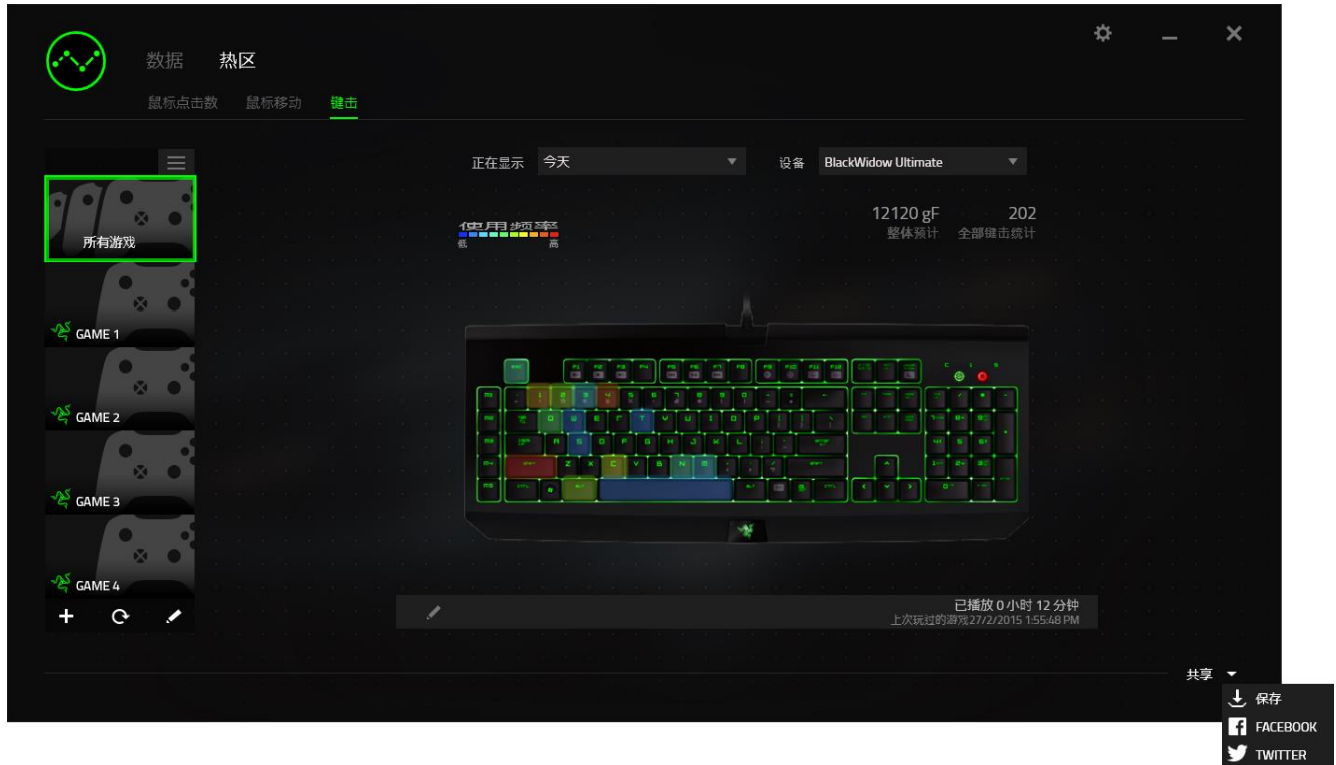 数据 热区
鼠标点击数 鼠标移动 键击
正在显示 今天 设备 BlackWidow Ultimate
12120 gF 202
整体预计 全部键击统计
使用频率
低 高
所有游戏
GAME 1
GAME 2
GAME 3
GAME 4
已播放 0 小时 12 分钟
上次玩过的游戏27/2/2015 1:55:48 PM
共享
保存
FACEBOOK
TWITTER